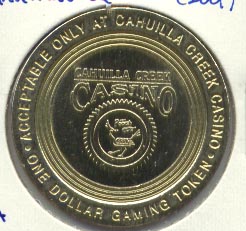 ACCEPTABLE ONLY AT CAHUILLA CREEK CASINO
CAHUILLA CREEK
CASINO
• ONE DOLLAR GAMING TOKEN •